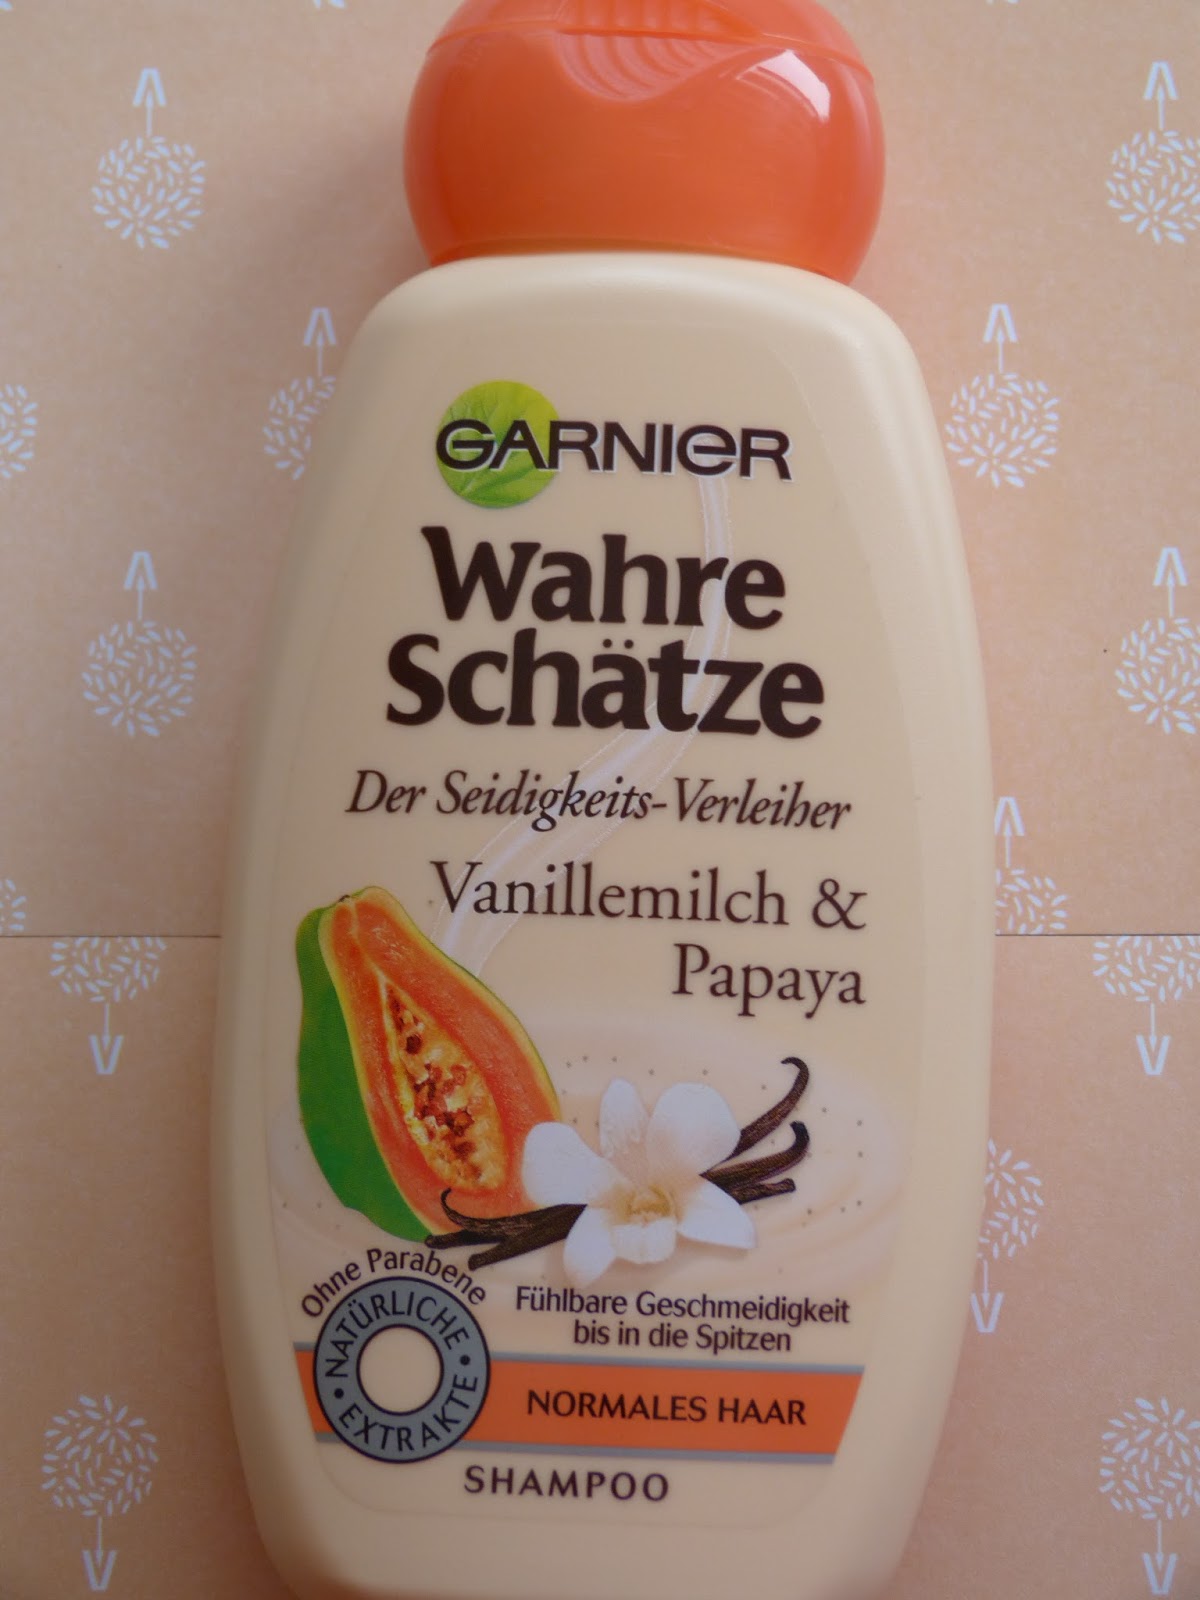 GARNIER
Wahre
Schätze
Der Seidigkeits-Verleiher
Vanillemilch &
Papaya
Ohne Parabene
NATÜRLICHE • EXTRAKTE •
Fühlbare Geschmeidigkeit
bis in die Spitzen
NORMALES HAAR
SHAMPOO